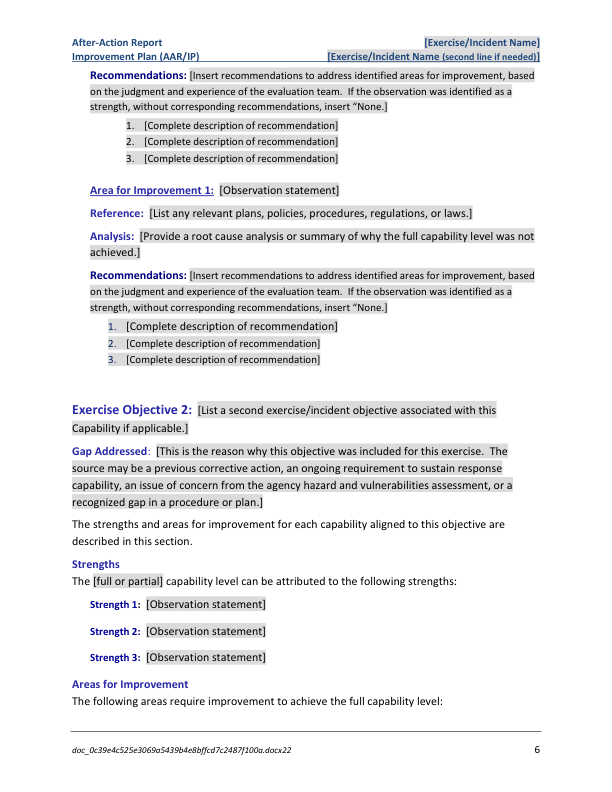 After-Action Report [Exercise/Incident Name]
Improvement Plan (AAR/IP) [Exercise/Incident Name (second line if needed)]
Recommendations: [Insert recommendations to address identified areas for improvement, based
on the judgment and experience of the evaluation team.  If the observation was identified as a
strength, without corresponding recommendations, insert “None.]
1. [Complete description of recommendation]
2. [Complete description of recommendation]
3. [Complete description of recommendation]
Area for Improvement 1: [Observation statement]
Reference: [List any relevant plans, policies, procedures, regulations, or laws.]
Analysis: [Provide a root cause analysis or summary of why the full capability level was not
achieved.]
Recommendations: [Insert recommendations to address identified areas for improvement, based
on the judgment and experience of the evaluation team.  If the observation was identified as a
strength, without corresponding recommendations, insert “None.]
1. [Complete description of recommendation]
2. [Complete description of recommendation]
3. [Complete description of recommendation]
Exercise Objective 2: [List a second exercise/incident objective associated with this
Capability if applicable.]
Gap Addressed: [This is the reason why this objective was included for this exercise.  The
source may be a previous corrective action, an ongoing requirement to sustain response
capability, an issue of concern from the agency hazard and vulnerabilities assessment, or a
recognized gap in a procedure or plan.]
The strengths and areas for improvement for each capability aligned to this objective are
described in this section.
Strengths
The [full or partial] capability level can be attributed to the following strengths:
Strength 1: [Observation statement]
Strength 2: [Observation statement]
Strength 3: [Observation statement]
Areas for Improvement
The following areas require improvement to achieve the full capability level:
doc_0c39e4c525e3069a5439b4e8bffcd7c2487f100a.docx22 6